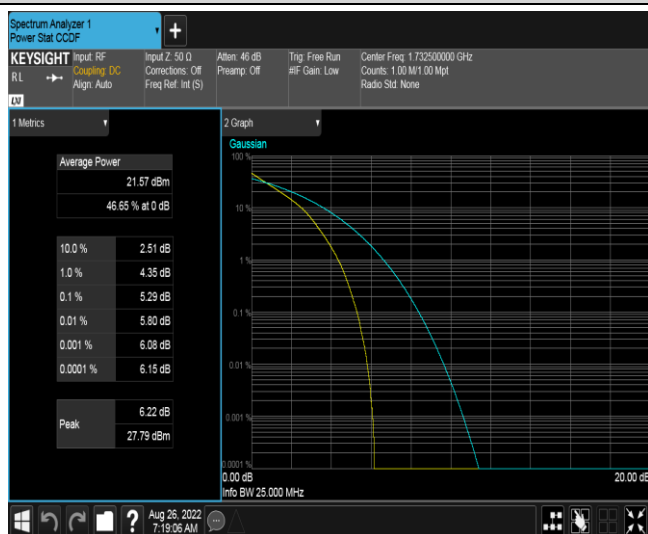 Spectrum Analyzer 1
Power Stat CCDF
+
KEYSIGHT
RL
LXI
Input: RF
Coupling: DC
Align: Auto
Input Z: 50 Ω
Corrections: Off
Freq Ref: Int (S)
Atten: 46 dB
Preamp: Off
Trig: Free Run
#IF Gain: Low
Center Freq: 1.732500000 GHz
Counts: 1.00 M/1.00 Mpt
Radio Std: None
1 Metrics
Average Power
21.57 dBm
46.65 % at 0 dB
10.0 % 2.51 dB
1.0 % 4.35 dB
0.1 % 5.29 dB
0.01 % 5.80 dB
0.001 % 6.08 dB
0.0001 % 6.15 dB
Peak
6.22 dB
27.79 dBm
2 Graph
Gaussian
100 %
10 %
1 %
0.1 %
0.01 %
0.001 %
0.0001 %
0.00 dB 20.00 dB
Info BW 25.000 MHz
?
Aug 26, 2022
7:19:06 AM